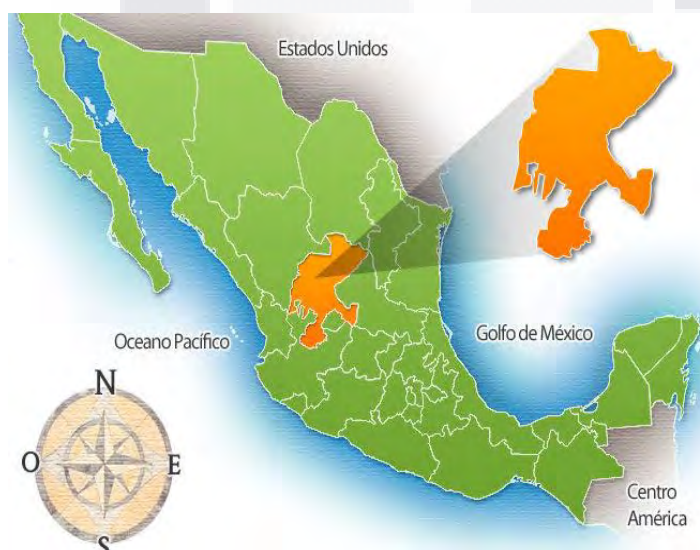 Estados Unidos
Golfo de México
Oceano Pacífico
N
O
E
S
Centro
América